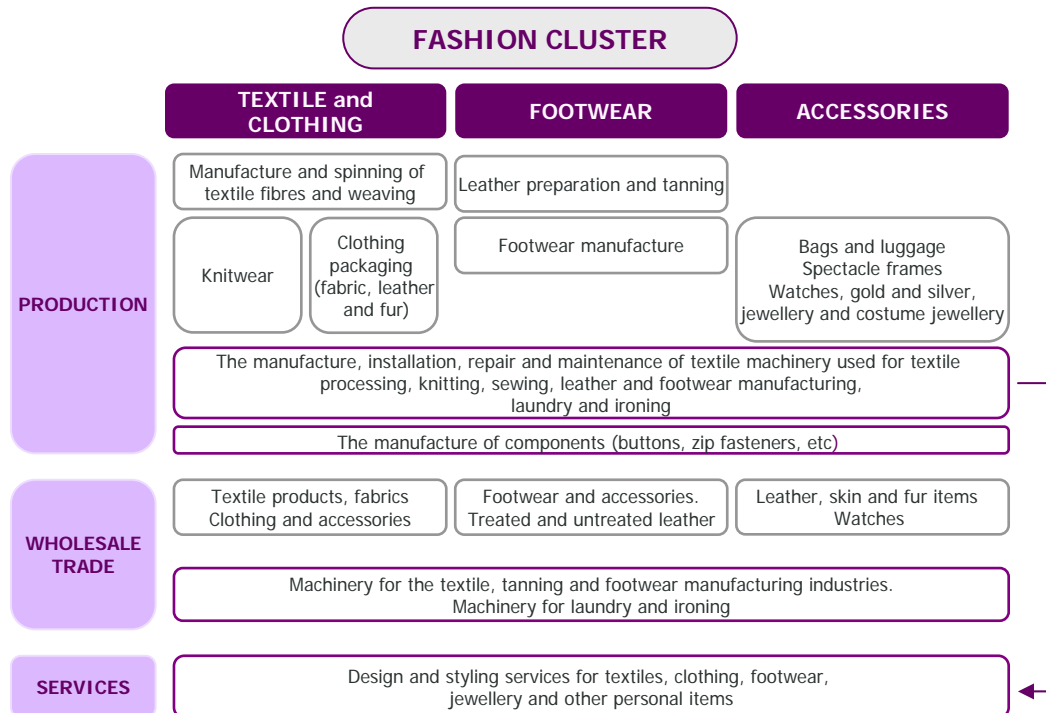 FASHION CLUSTER
TEXTILE and
CLOTHING
FOOTWEAR
ACCESSORIES
PRODUCTION
Manufacture and spinning of
textile fibres and weaving
Leather preparation and tanning
Knitwear
Clothing
packaging
(fabric, leather
and fur)
Footwear manufacture
Bags and luggage
Spectacle frames
Watches, gold and silver,
jewellery and costume jewellery
The manufacture, installation, repair and maintenance of textile machinery used for textile
processing, knitting, sewing, leather and footwear manufacturing,
laundry and ironing
The manufacture of components (buttons, zip fasteners, etc)
WHOLESALE
TRADE
Textile products, fabrics
Clothing and accessories
Footwear and accessories.
Treated and untreated leather
Leather, skin and fur items
Watches
Machinery for the textile, tanning and footwear manufacturing industries.
Machinery for laundry and ironing
SERVICES
Design and styling services for textiles, clothing, footwear,
jewellery and other personal items